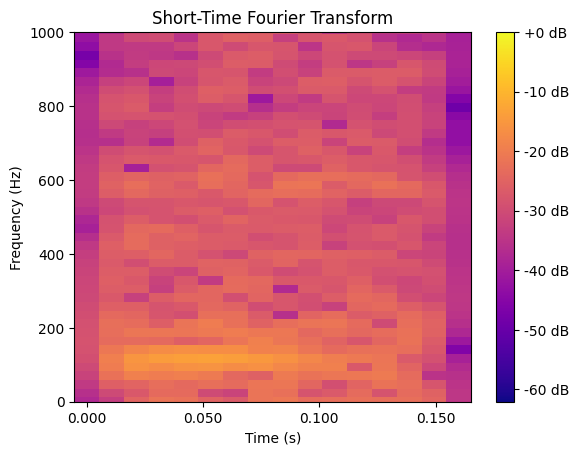 Short-Time Fourier Transform
Frequency (Hz)
1000
800
600
400
200
0
0.000
0.050
0.100
0.150
Time (s)
+0 dB
-10 dB
-20 dB
-30 dB
-40 dB
-50 dB
-60 dB